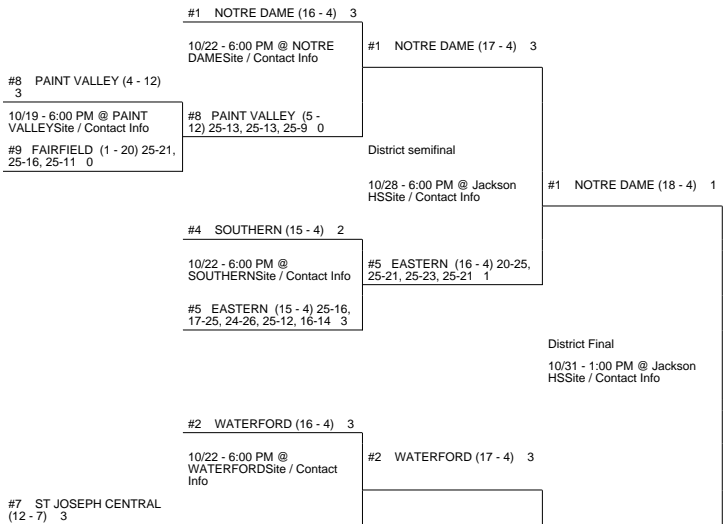 #1 NOTRE DAME (16 - 4) 3
10/22 - 6:00 PM @ NOTRE
DAMESite / Contact Info
#1 NOTRE DAME (17 - 4) 3
#8 PAINT VALLEY (4 - 12)
3
10/19 - 6:00 PM @ PAINT
VALLEYSite / Contact Info
#8 PAINT VALLEY (5 -
12) 25-13, 25-13, 25-9 0
#9 FAIRFIELD (1 - 20) 25-21,
25-16, 25-11 0
District semifinal
10/28 - 6:00 PM @ Jackson
HSSite / Contact Info
#1 NOTRE DAME (18 - 4) 1
#4 SOUTHERN (15 - 4) 2
10/22 - 6:00 PM @
SOUTHERNSite / Contact Info
#5 EASTERN (16 - 4) 20-25,
25-21, 25-23, 25-21 1
#5 EASTERN (15 - 4) 25-16,
17-25, 24-26, 25-12, 16-14 3
District Final
10/31 - 1:00 PM @ Jackson
HSSite / Contact Info
#2 WATERFORD (16 - 4) 3
10/22 - 6:00 PM @
WATERFORDSite / Contact
Info
#2 WATERFORD (17 - 4) 3
#7 ST JOSEPH CENTRAL
(12 - 7) 3